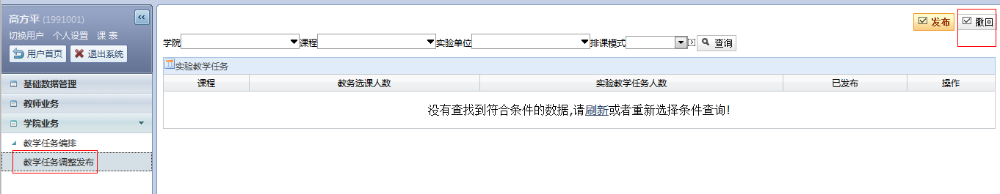 高方平 (1991001)
切换用户 个人设置 课 表
用户首页 退出系统
基础数据管理
教师业务
学院业务
教学任务编排
教学任务调整发布
发布 撤回
学院 课程 实验单位 排课模式 查询
实验教学任务
课程 教务选课人数 实验教学任务人数 已发布 操作
没有查找到符合条件的数据,请刷新或者重新选择条件查询!